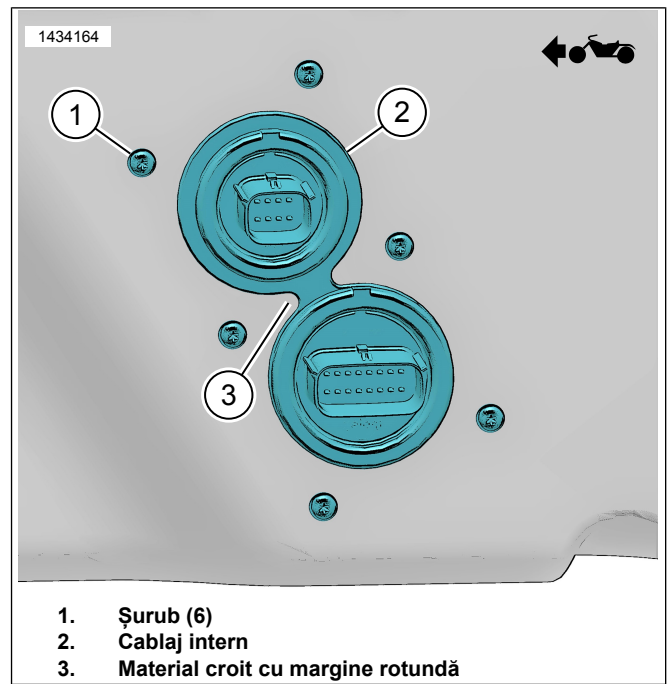 1434164
1
2
3
1. Șurub (6)
2. Cablaj intern
3. Material croit cu margine rotundă